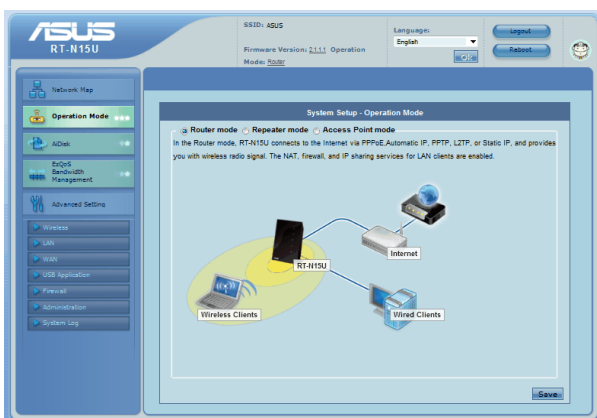 ASUS
RT-N15U
SSID: ASUS
Firmware Version: 2.1.1.1 Operation
Mode: Router
Language:
English
OK
Logout
Reboot
Network Map
Operation Mode
AiDisk
EzQoS
Bandwidth
Management
Advanced Setting
Wireless
LAN
WAN
USB Application
Firewall
Administration
System Log
System Setup - Operation Mode
Router mode Repeater mode Access Point mode
In the Router mode, RT-N15U connects to the Internet via PPPoE,Automatic IP, PPTP, L2TP, or Static IP, and provides
you with wireless radio signal. The NAT, firewall, and IP sharing services for LAN clients are enabled.
Internet
RT-N15U
Wireless Clients
Wired Clients
Save